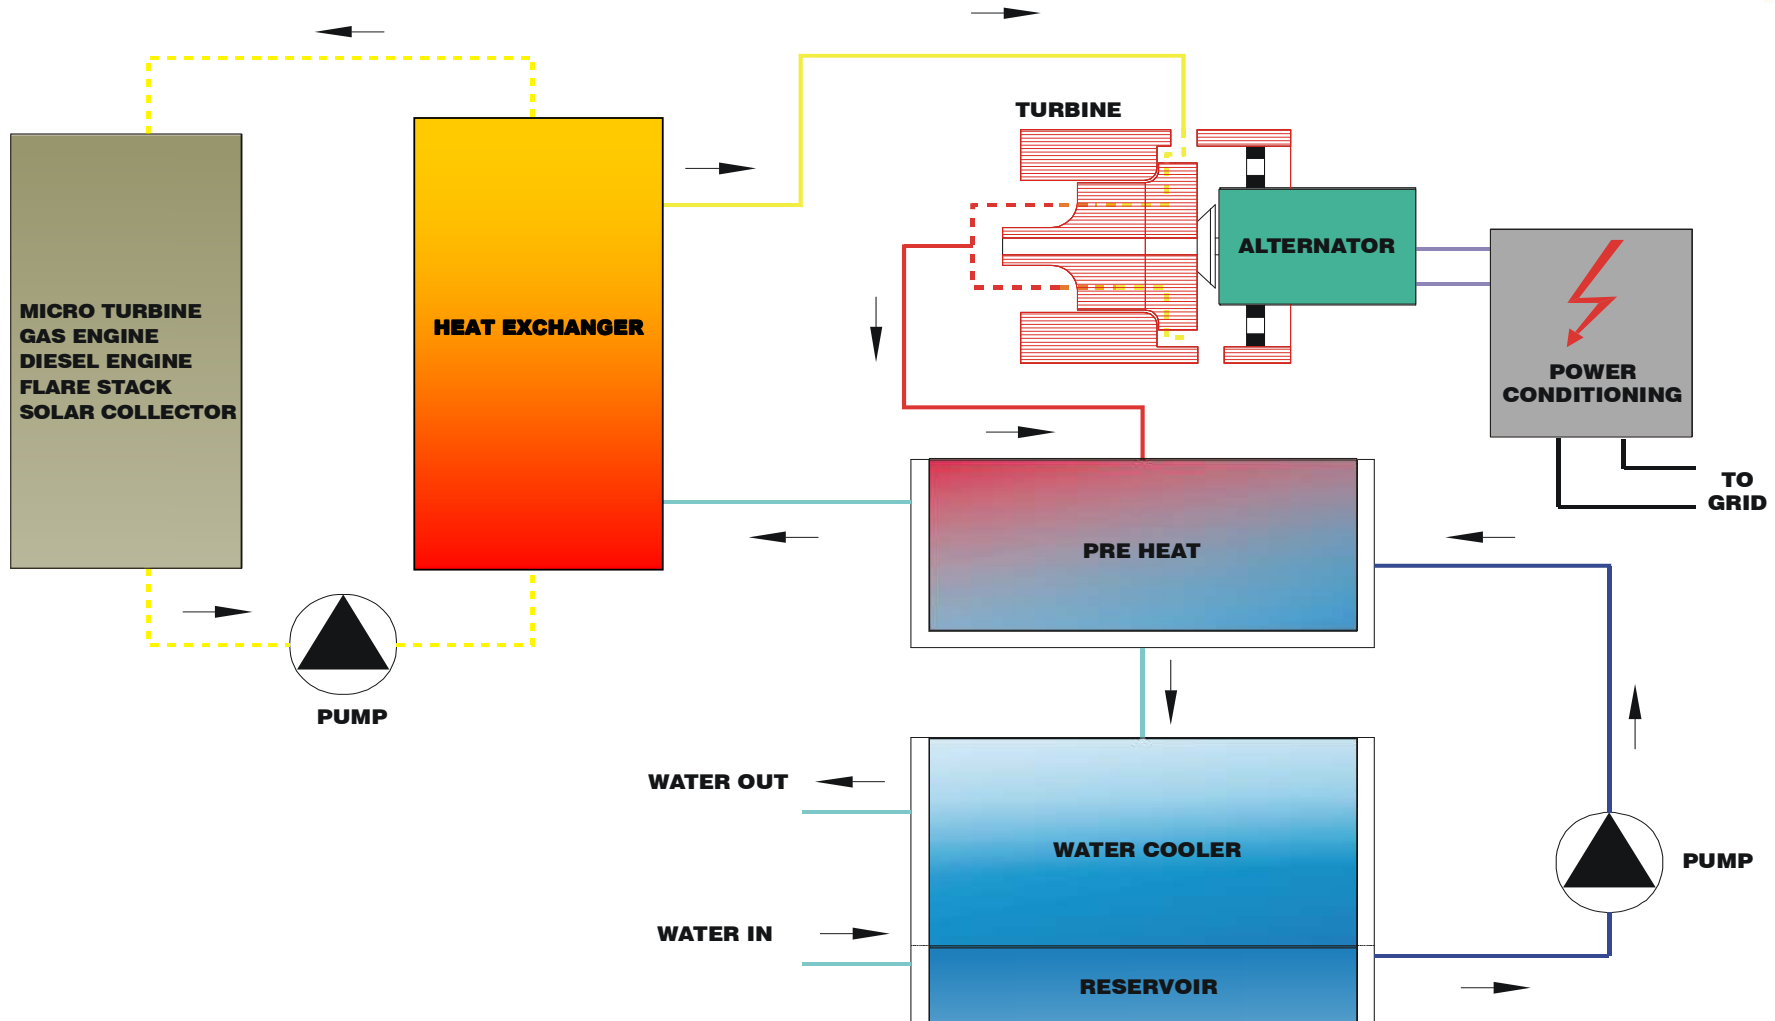 TURBINE
MICRO TURBINE
GAS ENGINE
DIESEL ENGINE
FLARE STACK
SOLAR COLLECTOR
HEAT EXCHANGER
ALTERNATOR
POWER
CONDITIONING
TO
GRID
PRE HEAT
PUMP
WATER OUT
WATER COOLER
PUMP
WATER IN
RESERVOIR